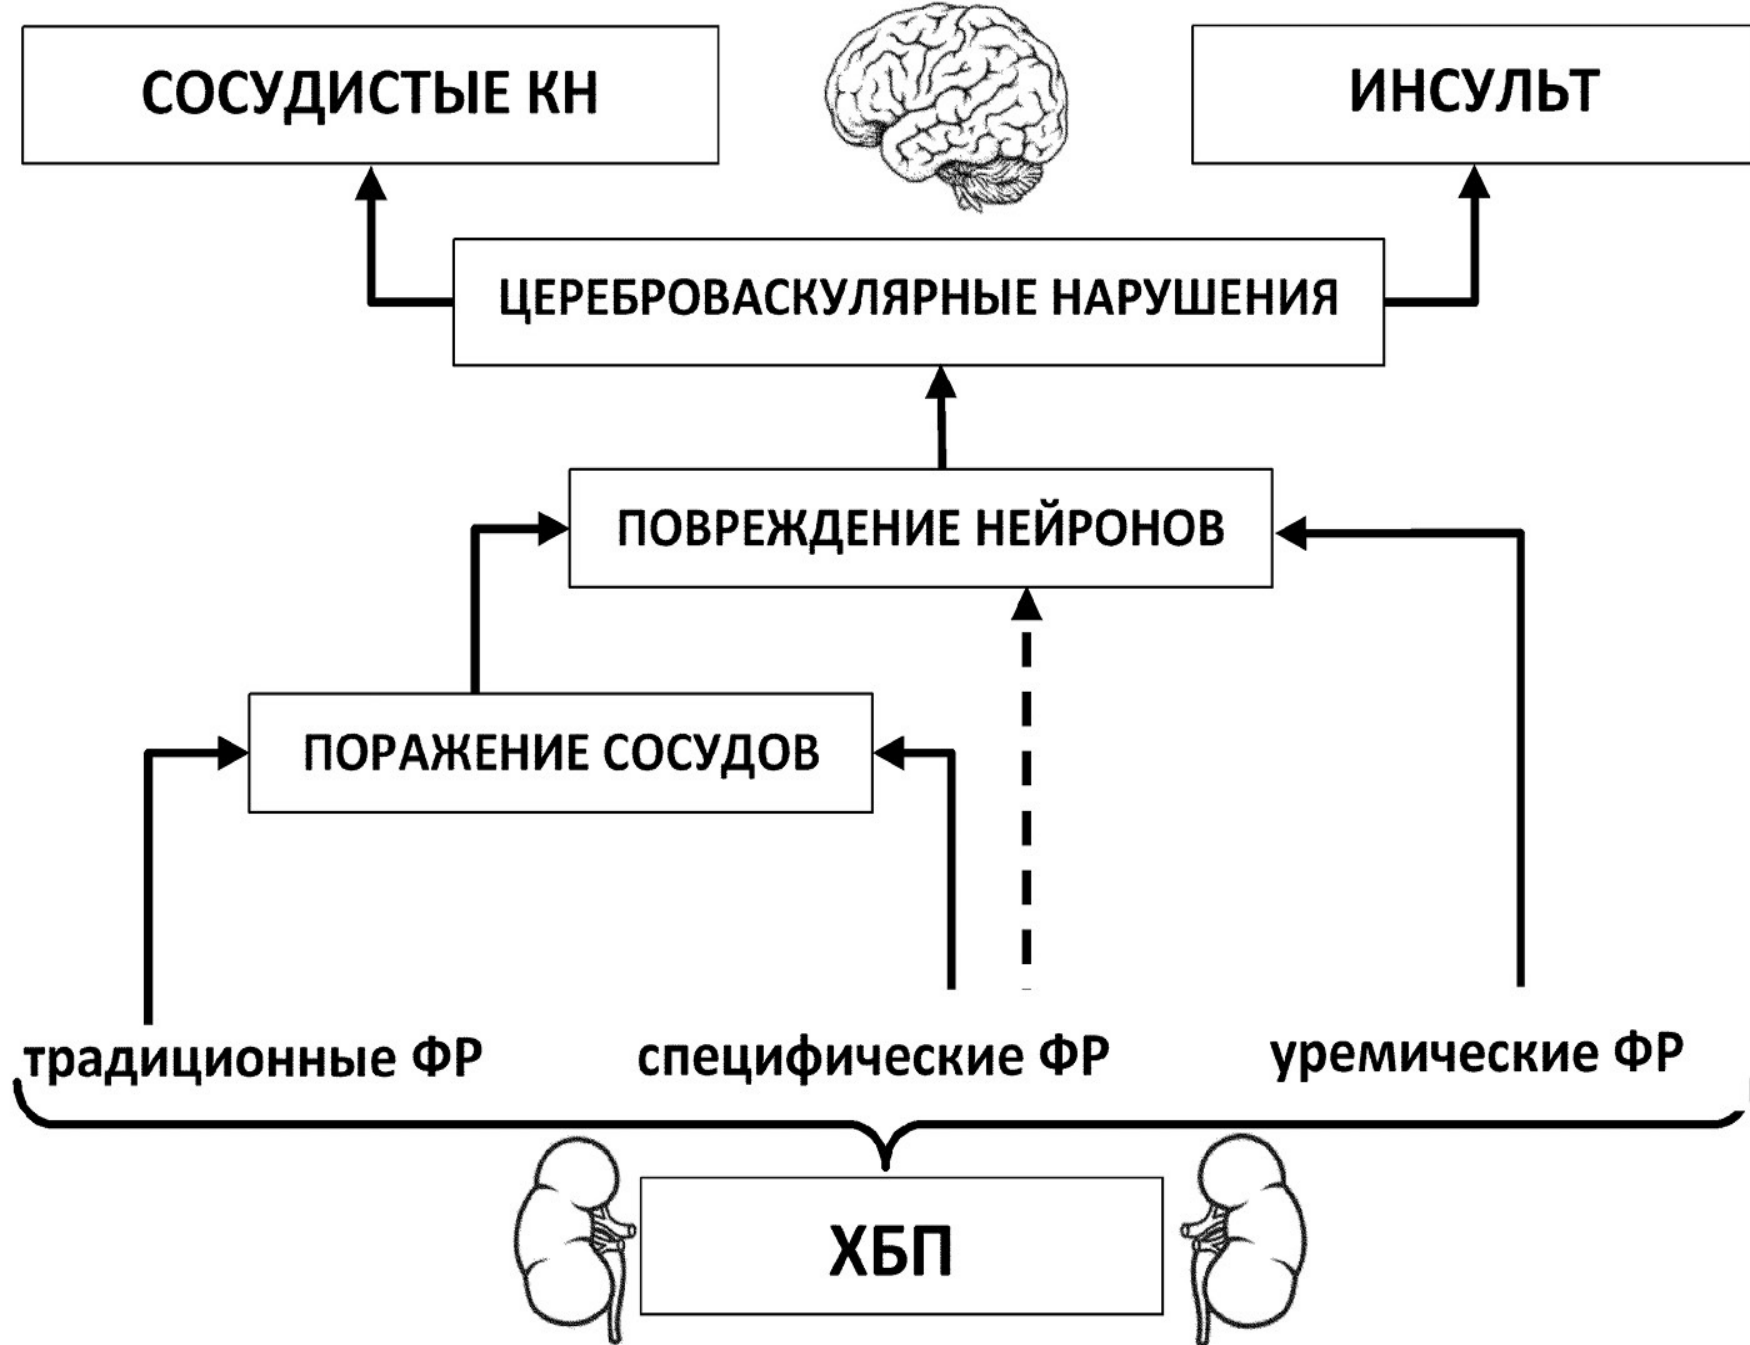 СОСУДИСТЫЕ КН
ИНСУЛЬТ
ЦЕРЕБРОВАСКУЛЯРНЫЕ НАРУШЕНИЯ
ПОВРЕЖДЕНИЕ НЕЙРОНОВ
ПОРАЖЕНИЕ СОСУДОВ
традиционные ФР
специфические ФР
уремические ФР
ХБП